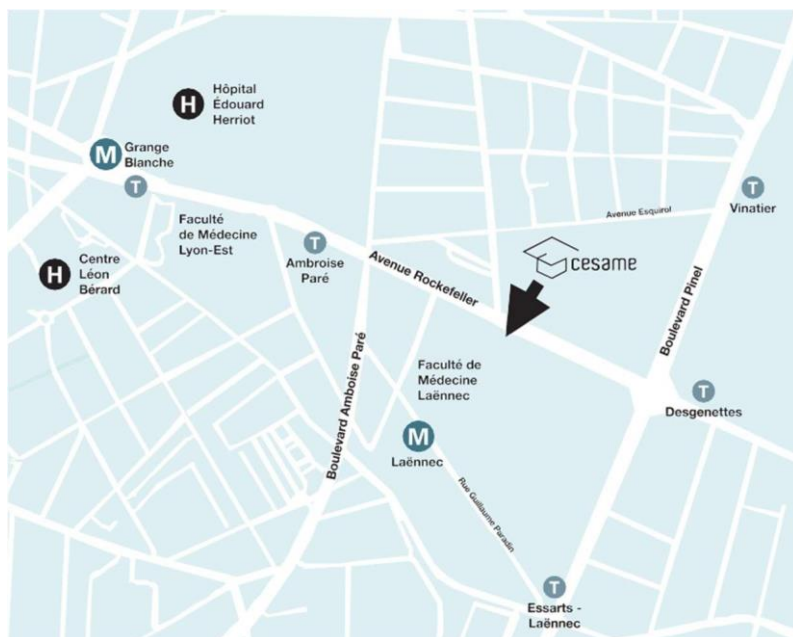 H
Hôpital
Édouard
Herriot
M
Grange
Blanche
T
T
Vinatier
Avenue Esquirol
Faculté
de Médecine
Lyon-Est
T
Ambroise
Paré
H
Centre
Léon
Bérard
cesame
Avenue Rockefeller
Boulevard Pinel
Boulevard Amboise Paré
Faculté de
Médecine
Laënnec
T
Desgenettes
M
Laënnec
Rue Guillaume Paradin
T
Essarts -
Laënnec